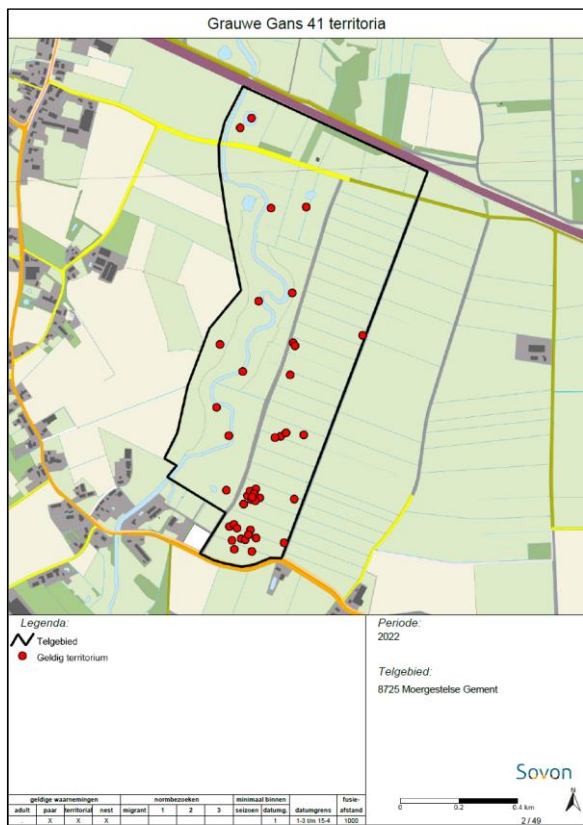 Grauwe Gans 41 territoria
Legenda:
Telgebied
Geldig territorium
Periode:
2022
Telgebied:
8725 Moergestelse Gement
Sovon
0 0.2 0.4 km
N
2 / 49
geldige waarnemingen normbezoeken minimaal binnen fusie-
adult paar territoriaal nest migrant 1 2 3 seizoen datumg. datumgrens afstand
. X X X 1 1-3 t/m 15-4 1000